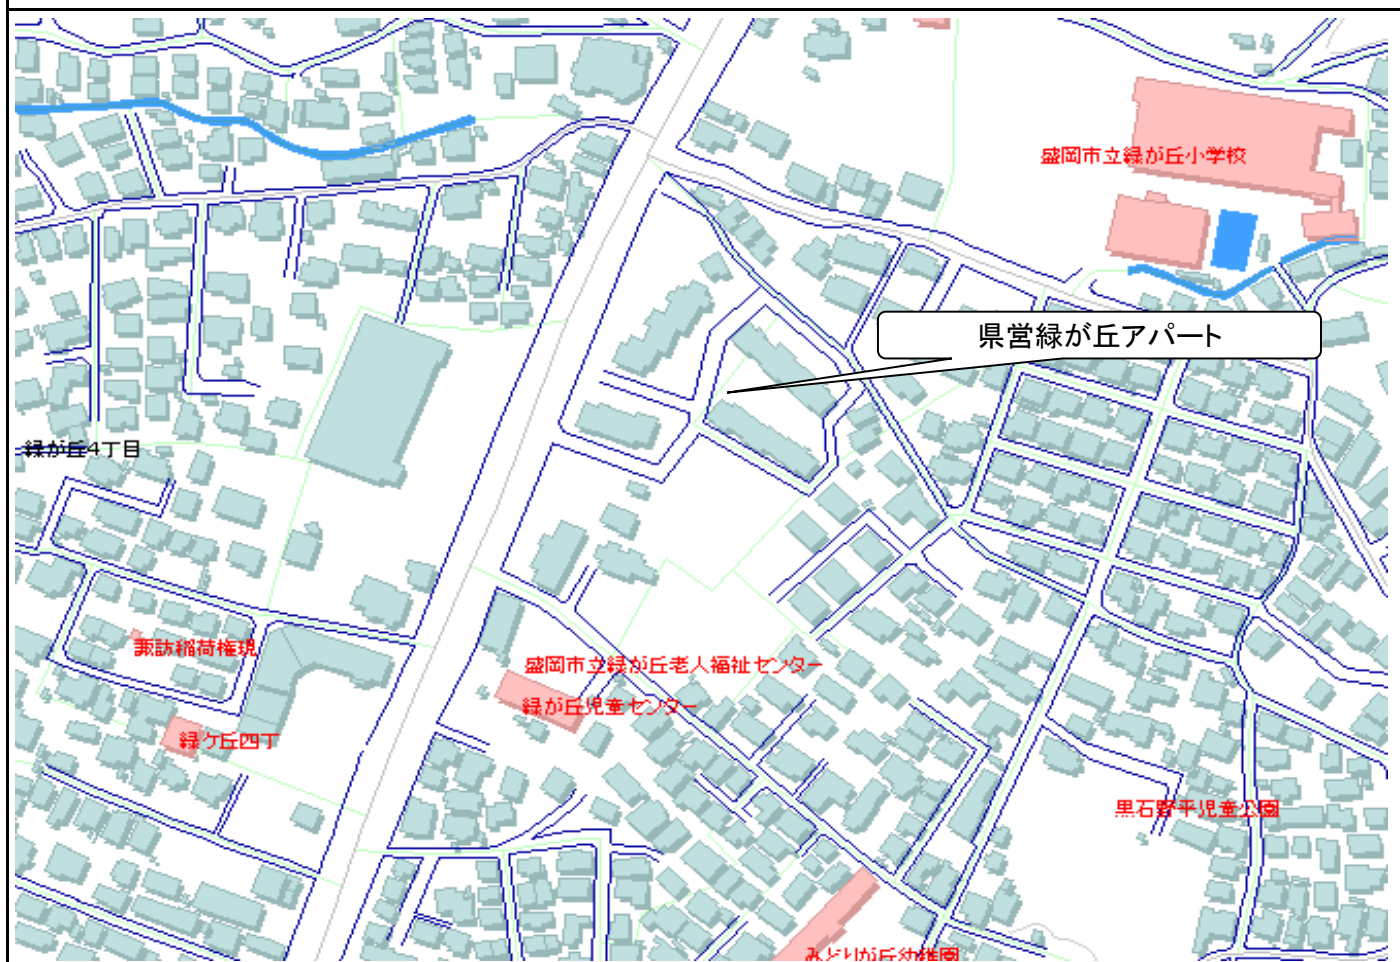 盛岡市立緑が丘小学校
県営緑が丘アパート
緑が丘4丁目
諏訪稲荷権現
盛岡市立緑が丘老人福祉センター
緑が丘児童センター
緑ケ丘四丁
黒石野平児童公園
みどりが丘幼稚園